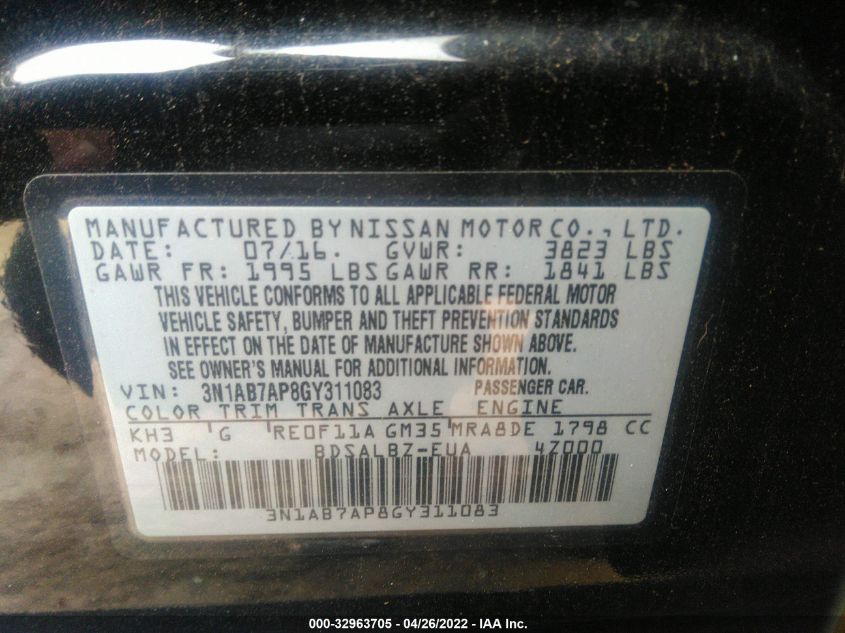 MANUFACTURED BY NISSAN MOTOR CO., LTD.
DATE: 07/16. GVWR: 3823 LBS
GAWR FR: 1995 LBS GAWR RR: 1841 LBS
THIS VEHICLE CONFORMS TO ALL APPLICABLE FEDERAL MOTOR
VEHICLE SAFETY, BUMPER AND THEFT PREVENTION STANDARDS
IN EFFECT ON THE DATE OF MANUFACTURE SHOWN ABOVE.
SEE OWNER'S MANUAL FOR ADDITIONAL INFORMATION.
VIN: 3N1AB7AP8GY311083 PASSENGER CAR.
COLOR TRIM TRANS AXLE ENGINE
KH3 'G 'RE0F11A GM35'MRA8DE 1798 CC
MODEL: BDSALBZ-EUA 4Z000
3N1AB7AP8GY311083
000-32963705 - 04/26/2022 - IAA Inc.